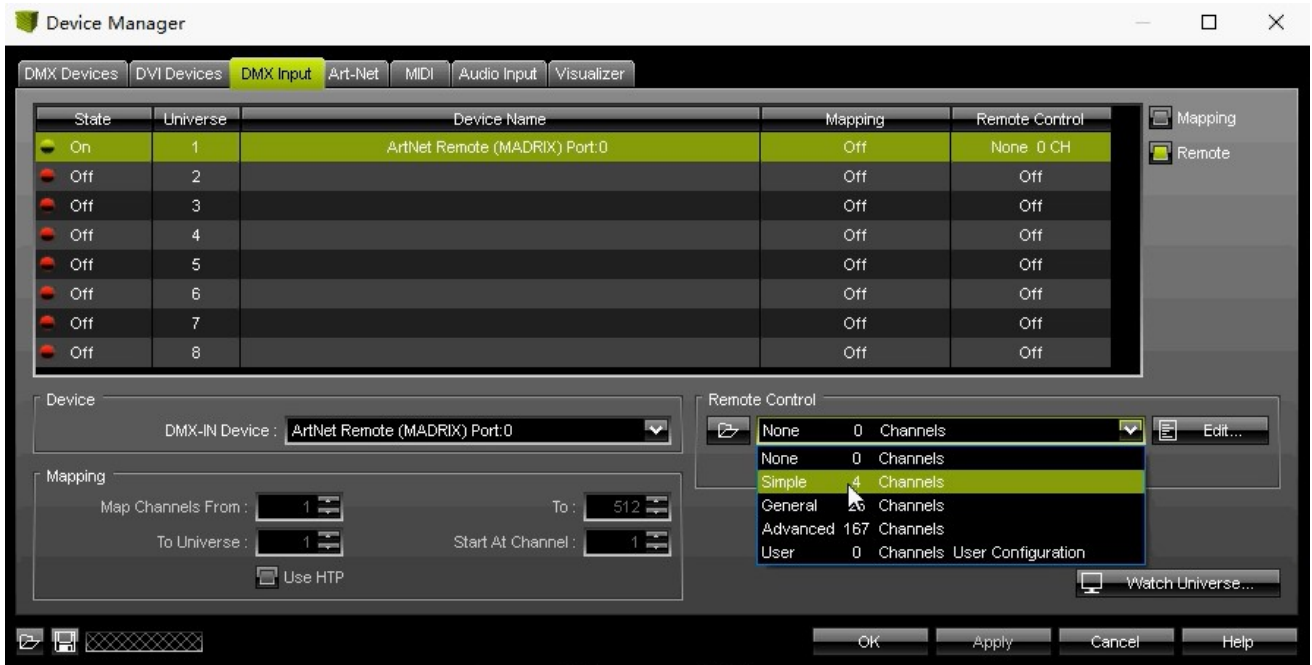 Device Manager
DMX Devices DVI Devices DMX Input Art-Net MIDI Audio Input Visualizer
State Universe Device Name Mapping Remote Control
Mapping
On 1 ArtNet Remote (MADRIX) Port:0 Off None 0 CH
Remote
Off 2 Off Off
Off 3 Off Off
Off 4 Off Off
Off 5 Off Off
Off 6 Off Off
Off 7 Off Off
Off 8 Off Off
Device
Remote Control
DMX-IN Device : ArtNet Remote (MADRIX) Port:0
None 0 Channels
Edit...
None 0 Channels
Simple 4 Channels
General Channels
Advanced 167 Channels
User 0 Channels User Configuration
Mapping
Map Channels From : 1 To : 512
To Universe : 1 Start At Channel : 1
Use HTP
Watch Universe...
OK Apply Cancel Help